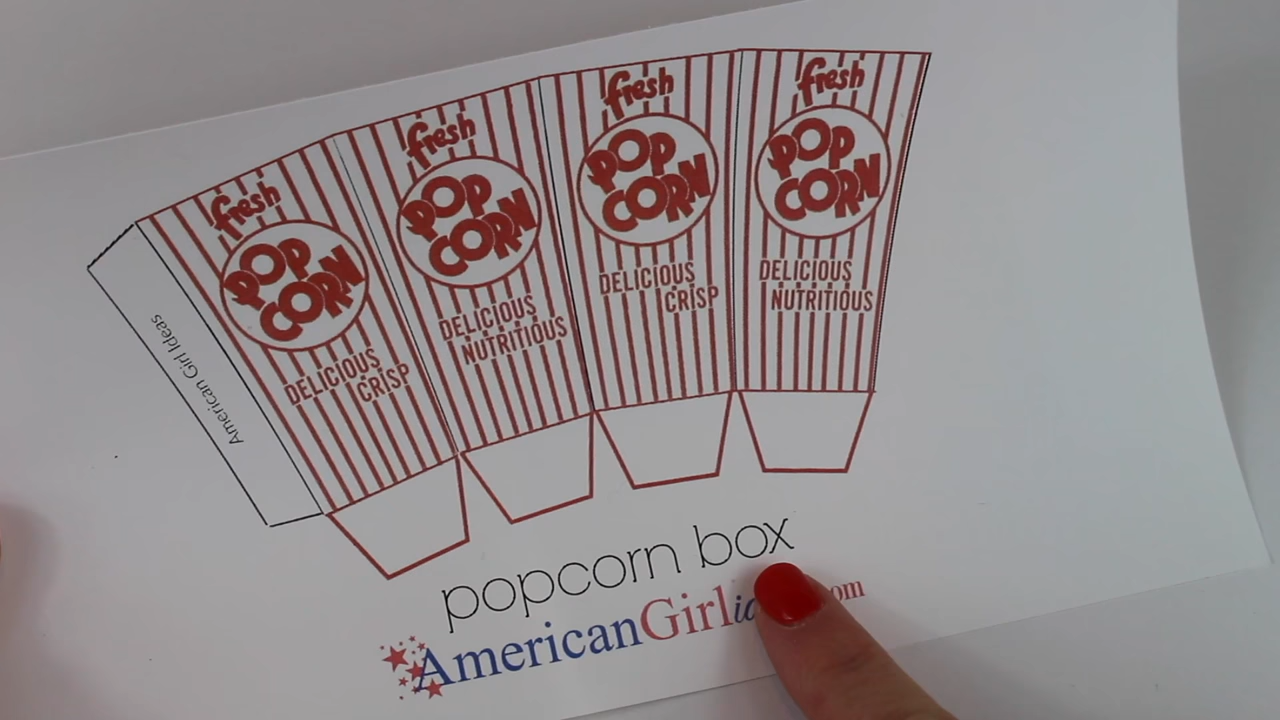 fresh
POP
CORN
DELICIOUS
CRISP
fresh
POP
CORN
DELICIOUS
NUTRITIOUS
fresh
POP
CORN
DELICIOUS
CRISP
fresh
POP
CORN
DELICIOUS
NUTRITIOUS
American Girl Ideas
popcorn box
AmericanGirl